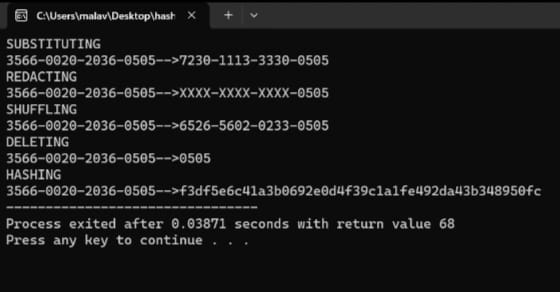 C:\Users\malav\Desktop\hash
SUBSTITUTING
3566-0020-2036-0505-->7230-1113-3330-0505
REDACTING
3566-0020-2036-0505-->XXXX-XXXX-XXXX-0505
SHUFFLING
3566-0020-2036-0505-->6526-5602-0233-0505
DELETING
3566-0020-2036-0505-->0505
HASHING
3566-0020-2036-0505-->f3df5e6c41a3b0692e0d4f39c1a1fe492da43b348950fc
--------------------------------
Process exited after 0.03871 seconds with return value 68
Press any key to continue . . .